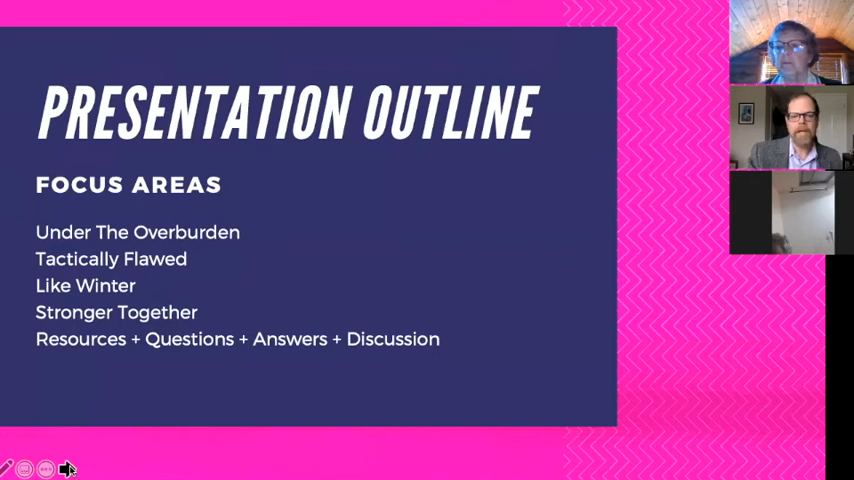 PRESENTATION OUTLINE
FOCUS AREAS
Under The Overburden
Tactically Flawed
Like Winter
Stronger Together
Resources + Questions + Answers + Discussion